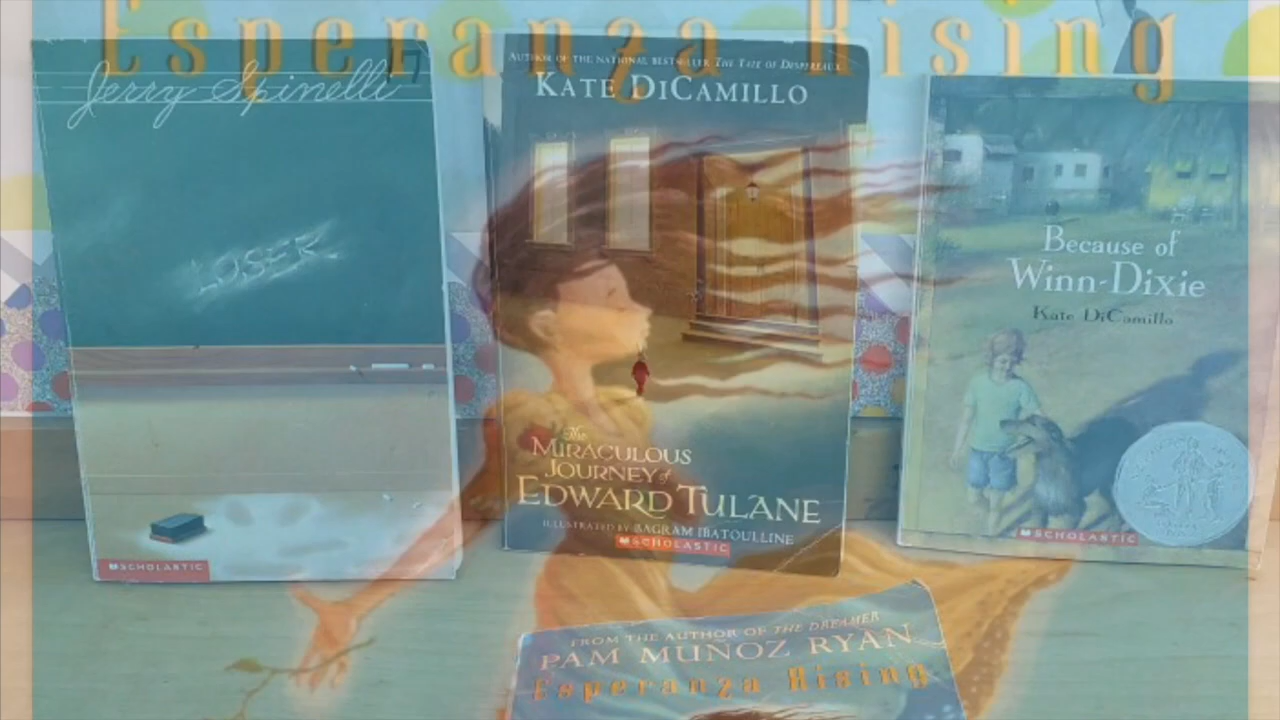 Esperanza Rising
Jerry Spinelli
LOSER
SCHOLASTIC
AUTHOR OF THE NATIONAL BESTSELLER THE TALE OF DESPEREAUX
KATE DICAMILLO
The
MIRACULOUS
JOURNEY of
EDWARD TULANE
ILLUSTRATED BY BAGRAM IBATOULLINE
SCHOLASTIC
Because of
Winn-Dixie
Kate DiCamillo
SCHOLASTIC
FROM THE AUTHOR OF THE DREAMER
PAM MUÑOZ RYAN
Esperanza Rising